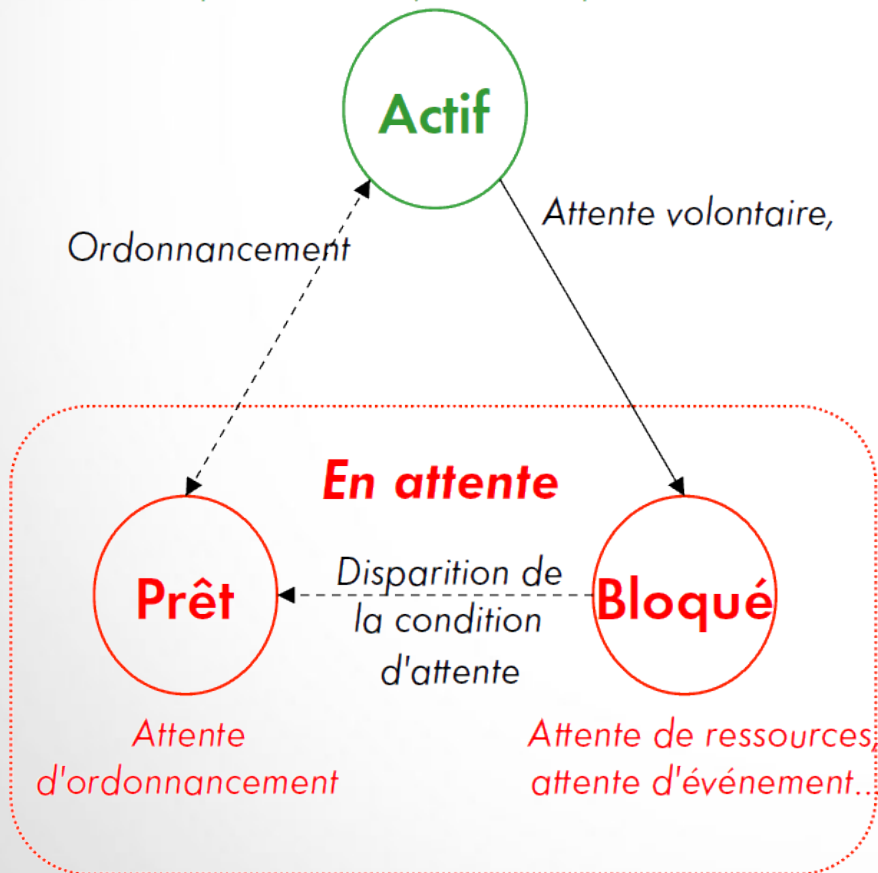 Actif
Attente volontaire,
Ordonnancement
En attente
Disparition de
la condition
d'attente
Prêt
Bloqué
Attente
d'ordonnancement
Attente de ressources,
attente d'événement...